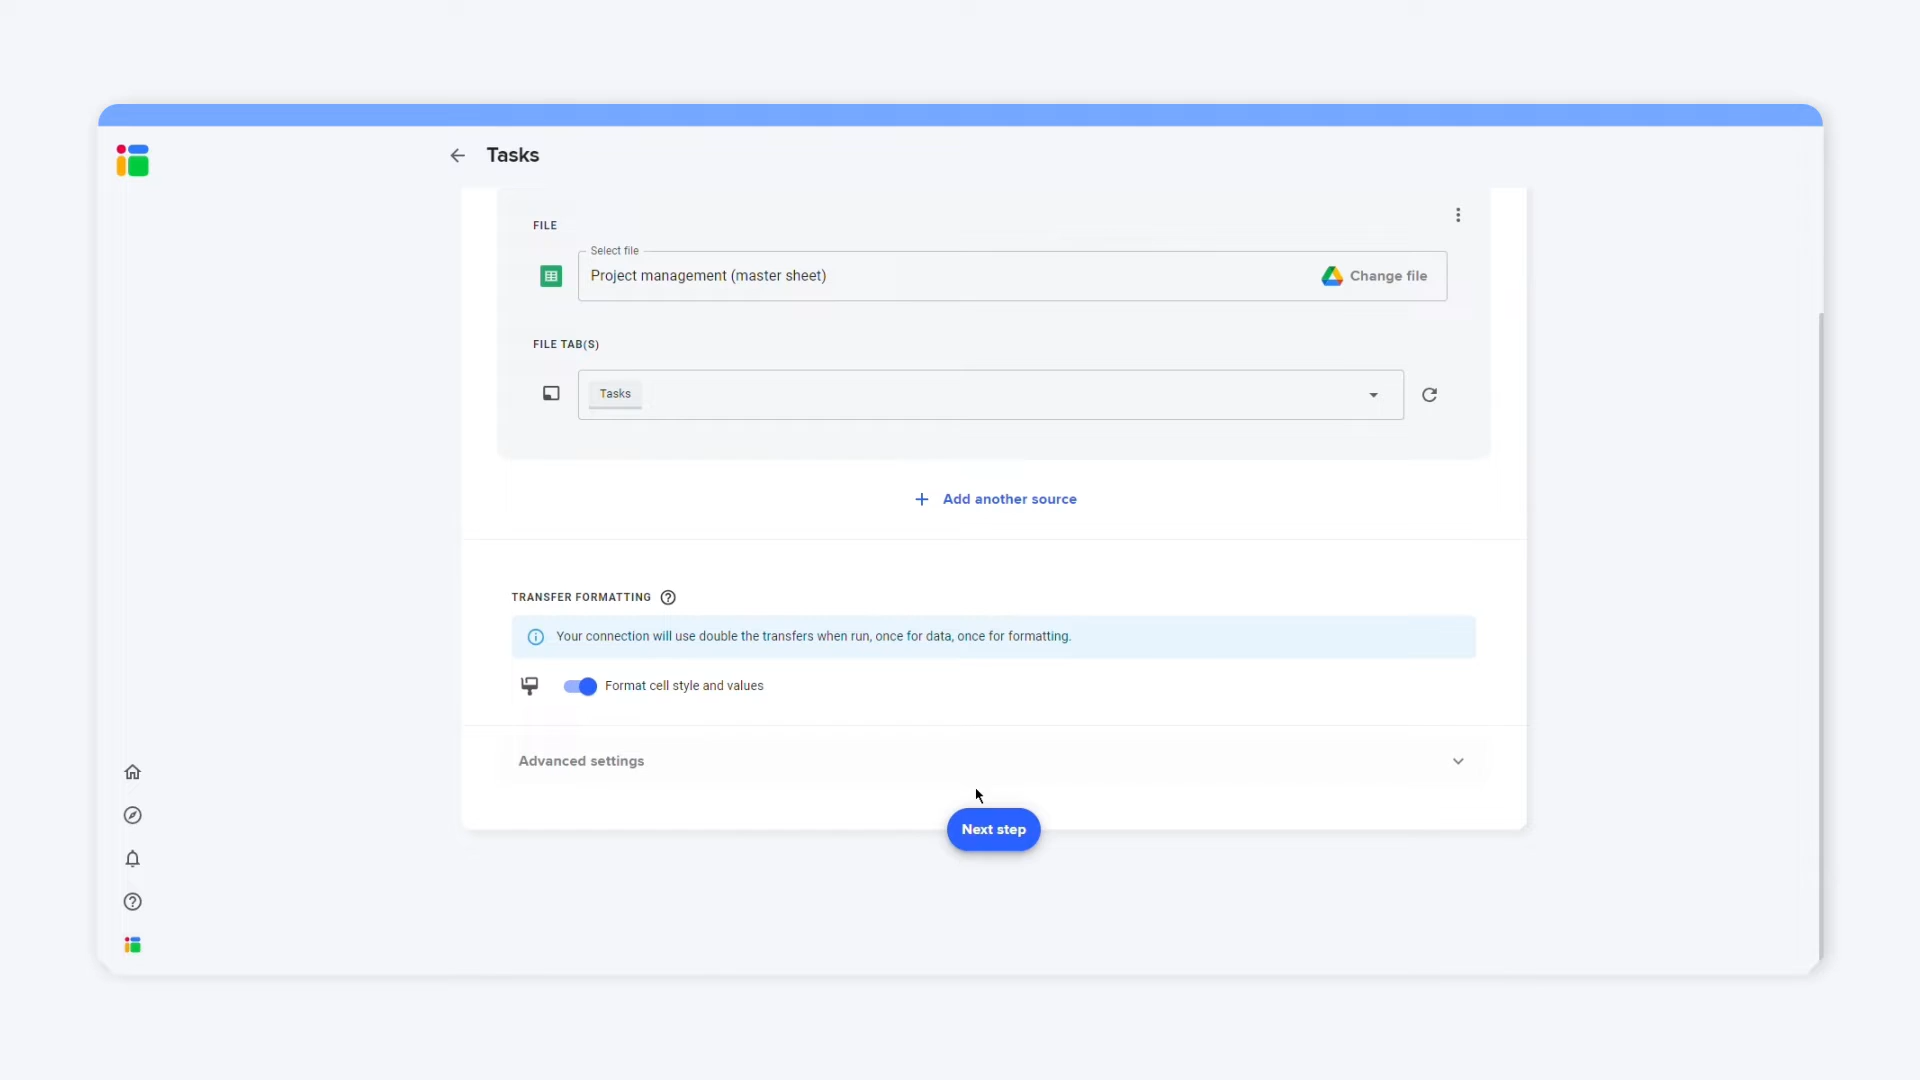 Tasks
FILE
Select file
Project management (master sheet)
Change file
FILE TAB(S)
Tasks
Add another source
TRANSFER FORMATTING
Your connection will use double the transfers when run, once for data, once for formatting.
Format cell style and values
Advanced settings
Next step